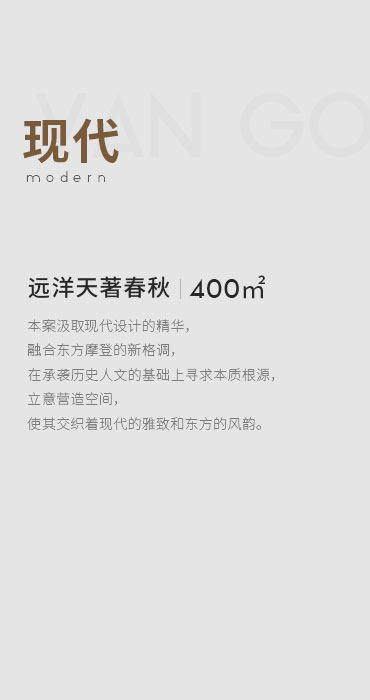 VAN GO
现代
modern
远洋天著春秋 | 400㎡
本案汲取现代设计的精华，
融合东方摩登的新格调，
在承袭历史人文的基础上寻求本质根源，
立意营造空间，
使其交织着现代的雅致和东方的风韵。